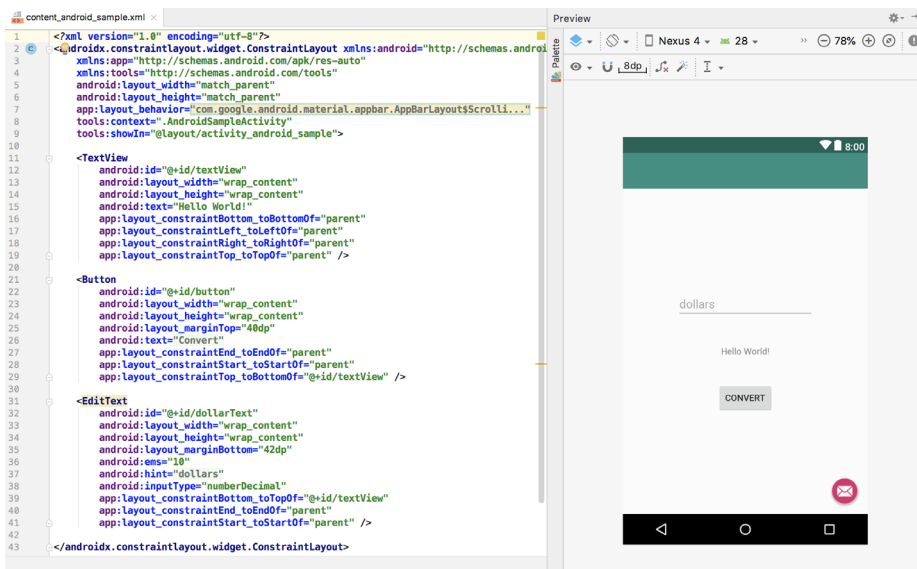 content_android_sample.xml
Preview
Palette
Nexus 4
28
78%
8dp
1 <?xml version="1.0" encoding="utf-8"?>
2 <androidx.constraintlayout.widget.ConstraintLayout xmlns:android="http://schemas.androi
3 xmlns:app="http://schemas.android.com/apk/res-auto"
4 xmlns:tools="http://schemas.android.com/tools"
5 android:layout_width="match_parent"
6 android:layout_height="match_parent"
7 app:layout_behavior="com.google.android.material.appbar.AppBarLayout$Scrolli..."
8 tools:context=".AndroidSampleActivity"
9 tools:showIn="@layout/activity_android_sample">
10
11 <TextView
12 android:id="@+id/textView"
13 android:layout_width="wrap_content"
14 android:layout_height="wrap_content"
15 android:text="Hello World!"
16 app:layout_constraintBottom_toBottomOf="parent"
17 app:layout_constraintLeft_toLeftOf="parent"
18 app:layout_constraintRight_toRightOf="parent"
19 app:layout_constraintTop_toTopOf="parent" />
20
21 <Button
22 android:id="@+id/button"
23 android:layout_width="wrap_content"
24 android:layout_height="wrap_content"
25 android:layout_marginTop="40dp"
26 android:text="Convert"
27 app:layout_constraintEnd_toEndOf="parent"
28 app:layout_constraintStart_toStartOf="parent"
29 app:layout_constraintTop_toBottomOf="@+id/textView" />
30
31 <EditText
32 android:id="@+id/dollarText"
33 android:layout_width="wrap_content"
34 android:layout_height="wrap_content"
35 android:layout_marginBottom="42dp"
36 android:ems="10"
37 android:hint="dollars"
38 android:inputType="numberDecimal"
39 app:layout_constraintBottom_toTopOf="@+id/textView"
40 app:layout_constraintEnd_toEndOf="parent"
41 app:layout_constraintStart_toStartOf="parent" />
42
43 </androidx.constraintlayout.widget.ConstraintLayout>
8:00
dollars
Hello World!
CONVERT